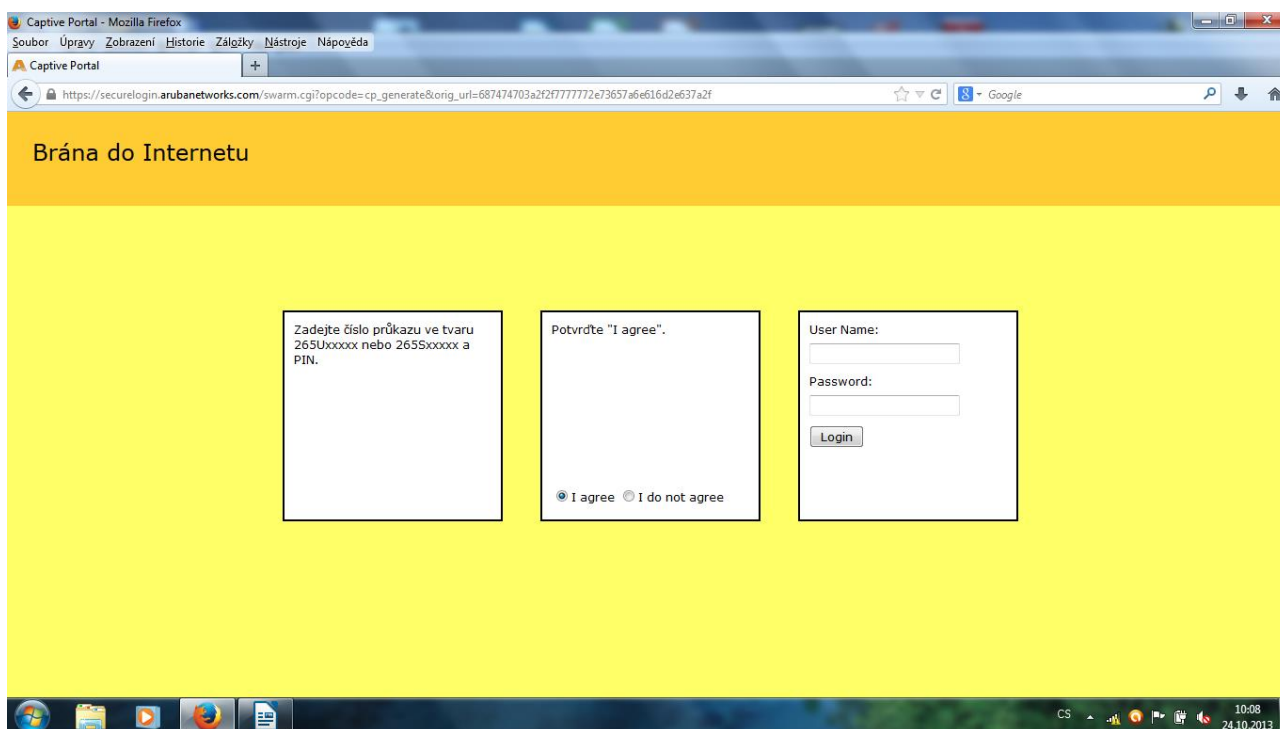 Captive Portal - Mozilla Firefox
Soubor Úpravy Zobrazení Historie Záložky Nástroje Nápověda
Captive Portal
https://securelogin.arubanetworks.com/swarm.cgi?opcode=cp_generate&orig_url=687474703a2f2f7777772e73657a6e616d2e637a2f
Google
Brána do Internetu
Zadejte číslo průkazu ve tvaru
265Uxxxxx nebo 265Sxxxxx a
PIN.
Potvrďte "I agree".
I agree I do not agree
User Name:
Password:
Login
CS
10:08
24.10.2013